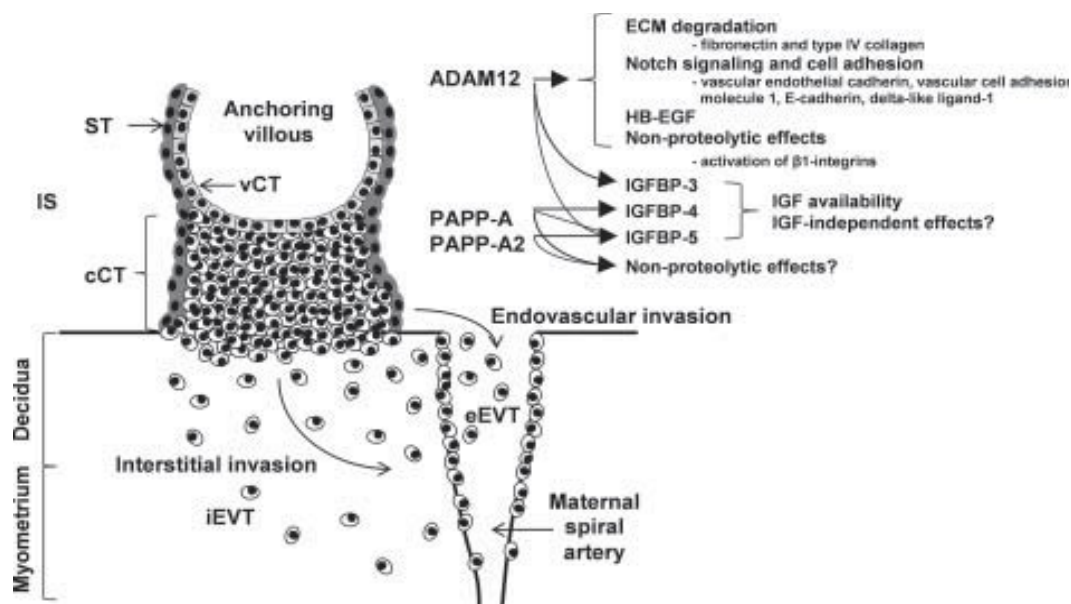 ECM degradation
- fibronectin and type IV collagen
Notch signaling and cell adhesion
- vascular endothelial cadherin, vascular cell adhesion
molecule 1, E-cadherin, delta-like ligand-1
HB-EGF
Non-proteolytic effects
- activation of β1-integrins
ADAM12
IGFBP-3
IGFBP-4
IGFBP-5
Non-proteolytic effects?
PAPP-A
PAPP-A2
IGF availability
IGF-independent effects?
Anchoring
villous
ST
vCT
IS
cCT
Endovascular invasion
eEVT
Interstitial invasion
iEVT
Maternal
spiral
artery
Decidua
Myometrium